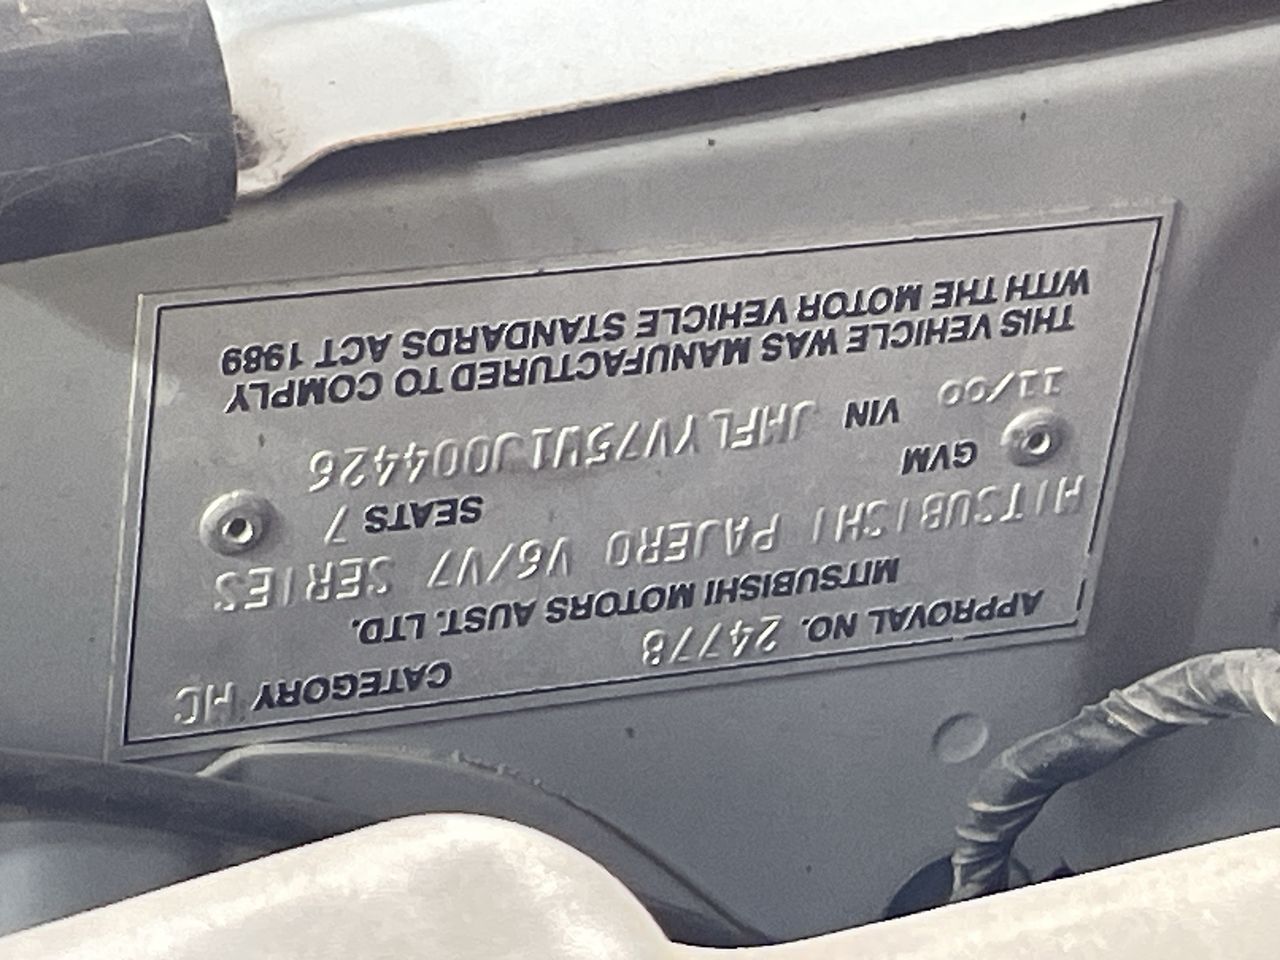 APPROVAL NO. 24778 CATEGORY MC
MITSUBISHI MOTORS AUST. LTD.
MITSUBISHI PAJERO V6/V7 SERIES
GVM SEATS 7
11/00 VIN JMFLYV75W1J004426
THIS VEHICLE WAS MANUFACTURED TO COMPLY
WITH THE MOTOR VEHICLE STANDARDS ACT 1989